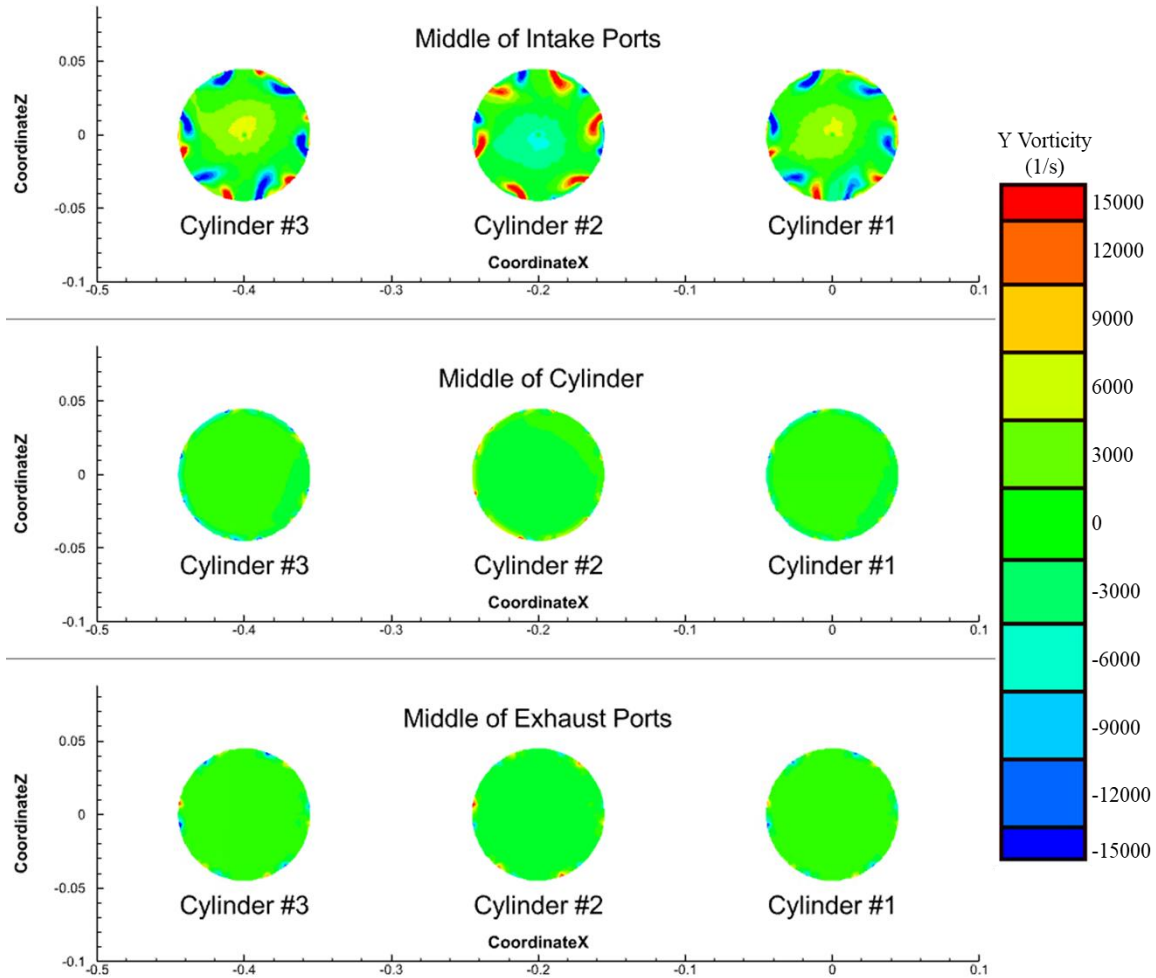 Middle of Intake Ports
0.05
0
-0.05
-0.1
CoordinateZ
Cylinder #3
Cylinder #2
Cylinder #1
CoordinateX
-0.5
-0.4
-0.3
-0.2
-0.1
0
0.1
Middle of Cylinder
0.05
0
-0.05
-0.1
CoordinateZ
Cylinder #3
Cylinder #2
Cylinder #1
CoordinateX
-0.5
-0.4
-0.3
-0.2
-0.1
0
0.1
Middle of Exhaust Ports
0.05
0
-0.05
-0.1
CoordinateZ
Cylinder #3
Cylinder #2
Cylinder #1
CoordinateX
-0.5
-0.4
-0.3
-0.2
-0.1
0
0.1
Y Vorticity
(1/s)
15000
12000
9000
6000
3000
0
-3000
-6000
-9000
-12000
-15000